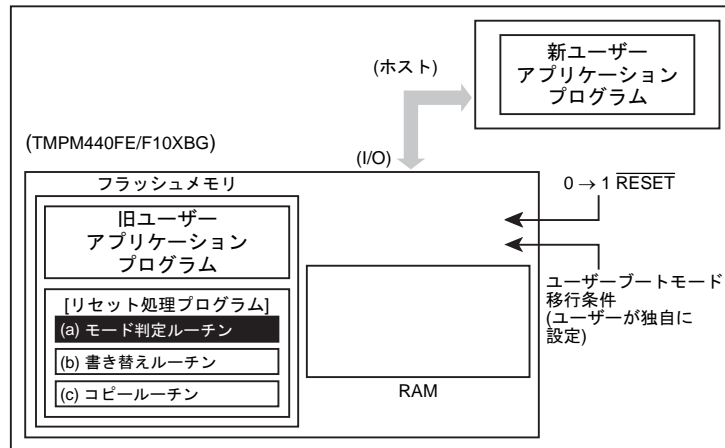 新ユーザー
アプリケーション
プログラム
(ホスト)
(TMPM440FE/F10XBG)
(I/O)
フラッシュメモリ
旧ユーザー
アプリケーション
プログラム
[リセット処理プログラム]
(a) モード判定ルーチン
(b) 書き替えルーチン
(c) コピールーチン
RAM
0 → 1 RESET
ユーザーブートモード
移行条件
(ユーザーが独自に
設定)